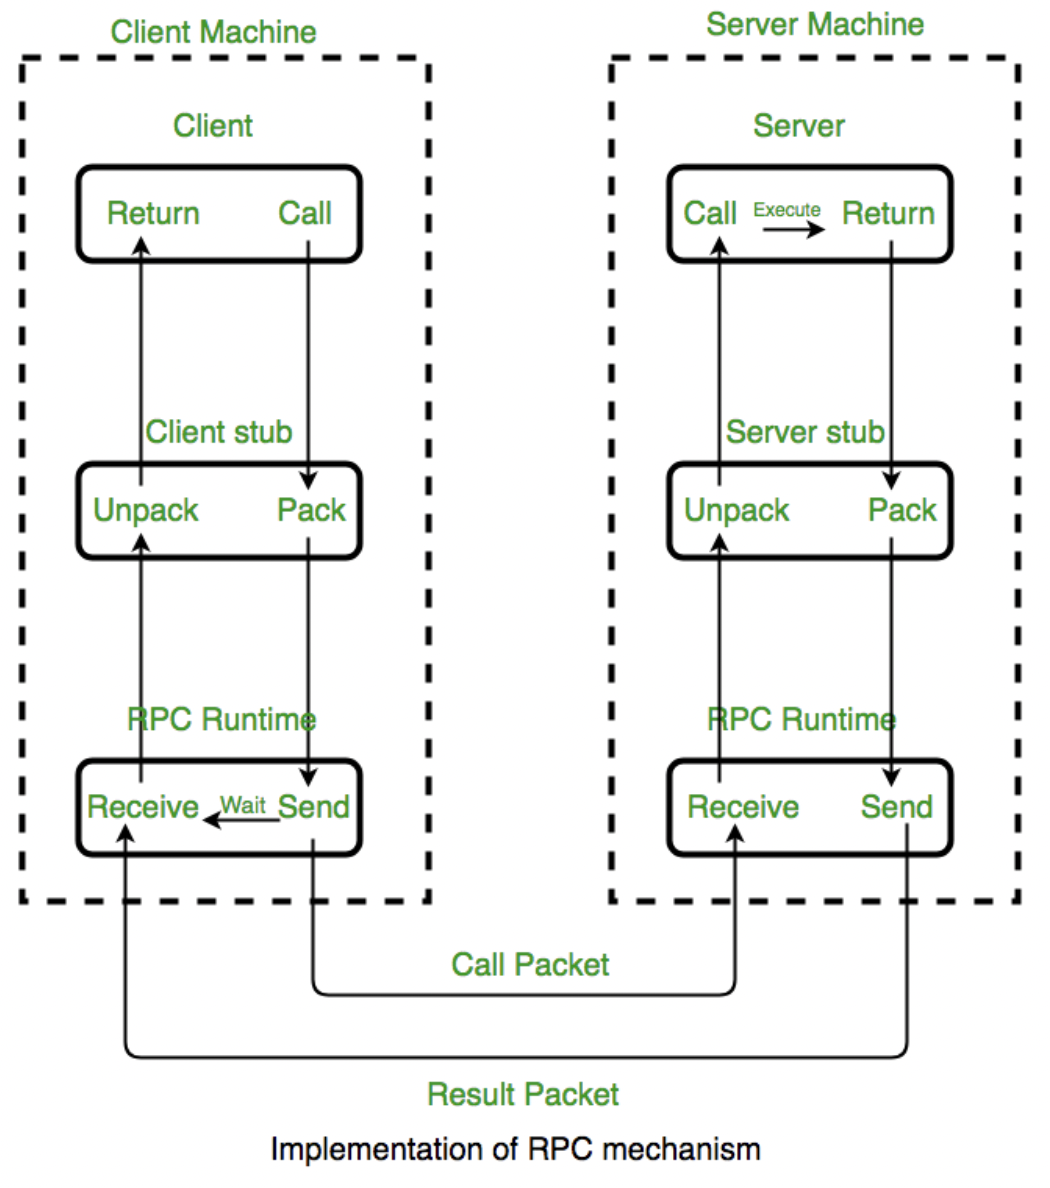 Client Machine
Server Machine
Client
Server
Return Call
Call Execute Return
Client stub
Server stub
Unpack Pack
Unpack Pack
RPC Runtime
RPC Runtime
Receive Wait Send
Receive Send
Call Packet
Result Packet
Implementation of RPC mechanism